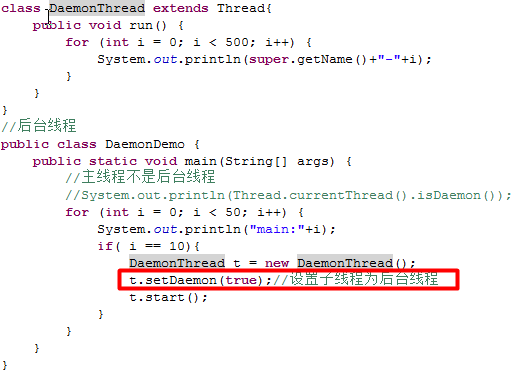 class DaemonThread extends Thread{
    public void run() {
        for (int i = 0; i < 500; i++) {
            System.out.println(super.getName()+"-"+i);
        }
    }
}
//后台线程
public class DaemonDemo {
    public static void main(String[] args) {
        //主线程不是后台线程
        //System.out.println(Thread.currentThread().isDaemon());
        for (int i = 0; i < 50; i++) {
            System.out.println("main:"+i);
            if( i == 10){
                DaemonThread t = new DaemonThread();
                t.setDaemon(true);//设置子线程为后台线程
                t.start();
            }
        }
    }
}